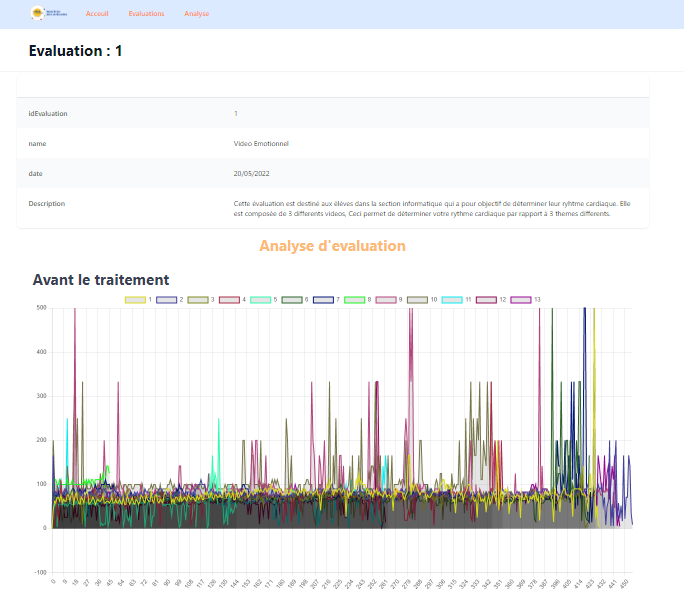 Acceuil Evaluations Analyse
Evaluation : 1
idEvaluation 1
name Video Emotionnel
date 20/05/2022
Description Cette évaluation est destiné aux élèves dans la section informatique qui a pour objectif de déterminer leur ryhtme cardiaque. Elle
est composée de 3 differents videos, Ceci permet de déterminer votre rythme cardiaque par rapport à 3 themes différents.
Analyse d'evaluation
Avant le traitement
1 2 3 4 5 6 7 8 9 10 11 12 13
500
400
300
200
100
0
-100
0 9 18 27 36 45 54 63 72 81 90 99 108 117 126 135 144 153 162 171 180 189 198 207 216 225 234 243 252 261 270 279 288 297 306 315 324 333 342 351 360 369 378 387 396 405 414 423 432 441 450